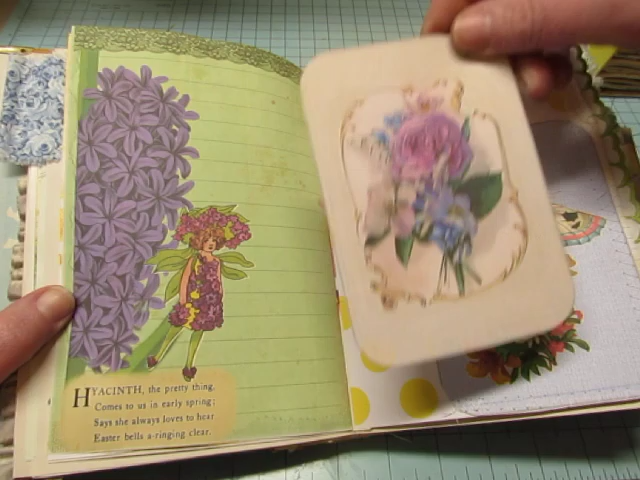 HYACINTH, the pretty thing,
Comes to us in early spring;
Says she always loves to hear
Easter bells a-ringing clear.